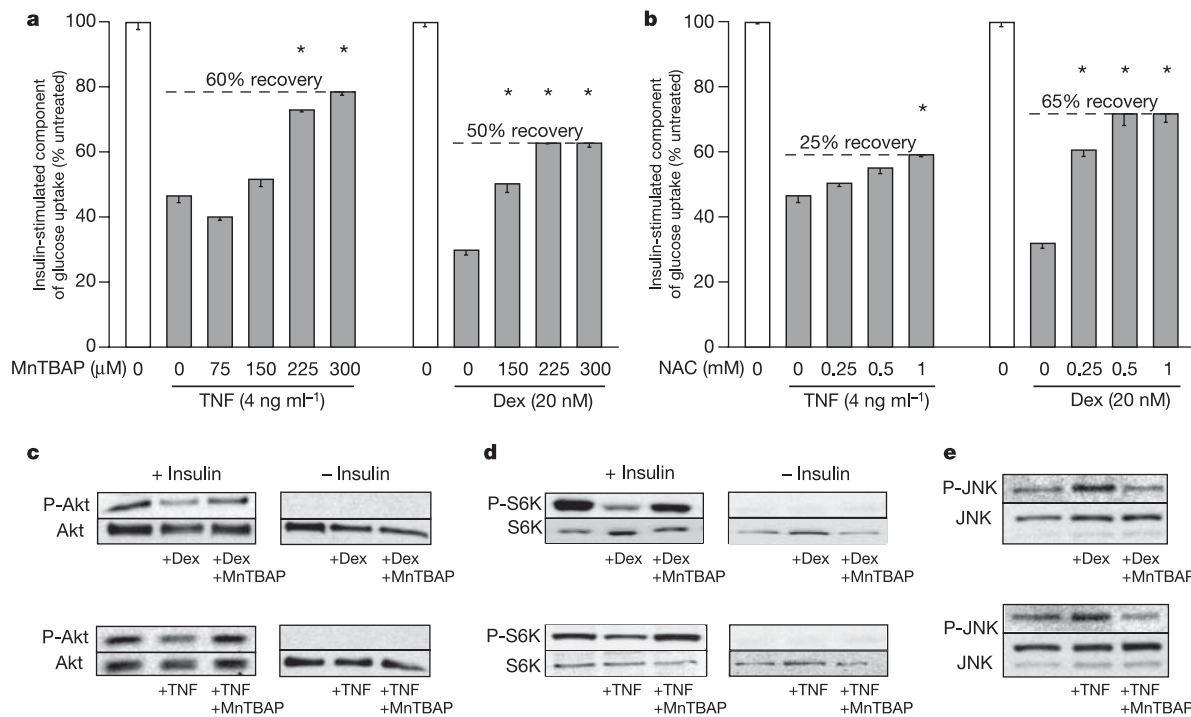 a
Insulin-stimulated component
of glucose uptake (% untreated)
100
80
60
40
20
0
60% recovery
50% recovery
* *
* * *
MnTBAP (μM) 0 0 75 150 225 300 0 0 150 225 300
TNF (4 ng ml⁻¹) Dex (20 nM)
b
Insulin-stimulated component
of glucose uptake (% untreated)
100
80
60
40
20
0
25% recovery
65% recovery
*
* * *
NAC (mM) 0 0 0.25 0.5 1 0 0 0.25 0.5 1
TNF (4 ng ml⁻¹) Dex (20 nM)
c
+ Insulin – Insulin
P-Akt
Akt
+Dex +Dex +Dex +Dex
+MnTBAP +MnTBAP
P-Akt
Akt
+TNF +TNF +TNF +TNF
+MnTBAP +MnTBAP
d
+ Insulin – Insulin
P-S6K
S6K
+Dex +Dex +Dex +Dex
+MnTBAP +MnTBAP
P-S6K
S6K
+TNF +TNF +TNF +TNF
+MnTBAP +MnTBAP
e
P-JNK
JNK
+Dex +Dex
+MnTBAP
P-JNK
JNK
+TNF +TNF
+MnTBAP